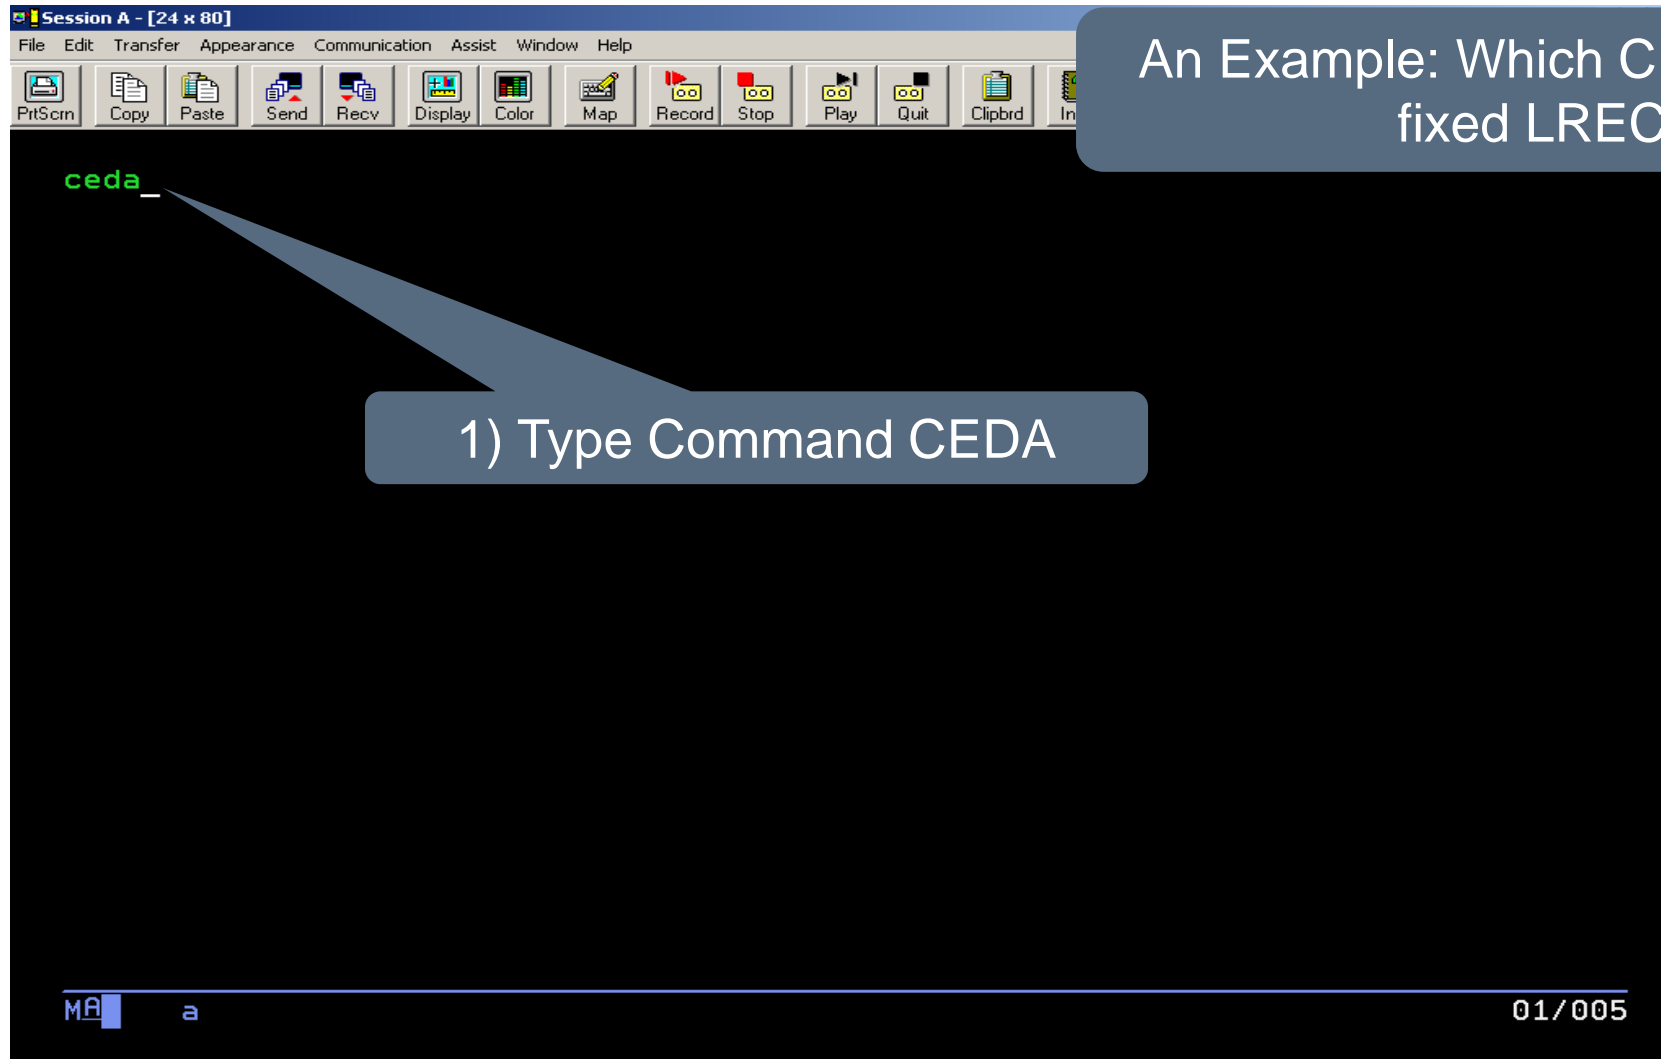 Session A - [24 x 80]
File Edit Transfer Appearance Communication Assist Window Help
An Example: Which C
fixed LREC
PrtScrn Copy Paste Send Recv Display Color Map Record Stop Play Quit Clipbrd In
ceda_
1) Type Command CEDA
MA a 01/005